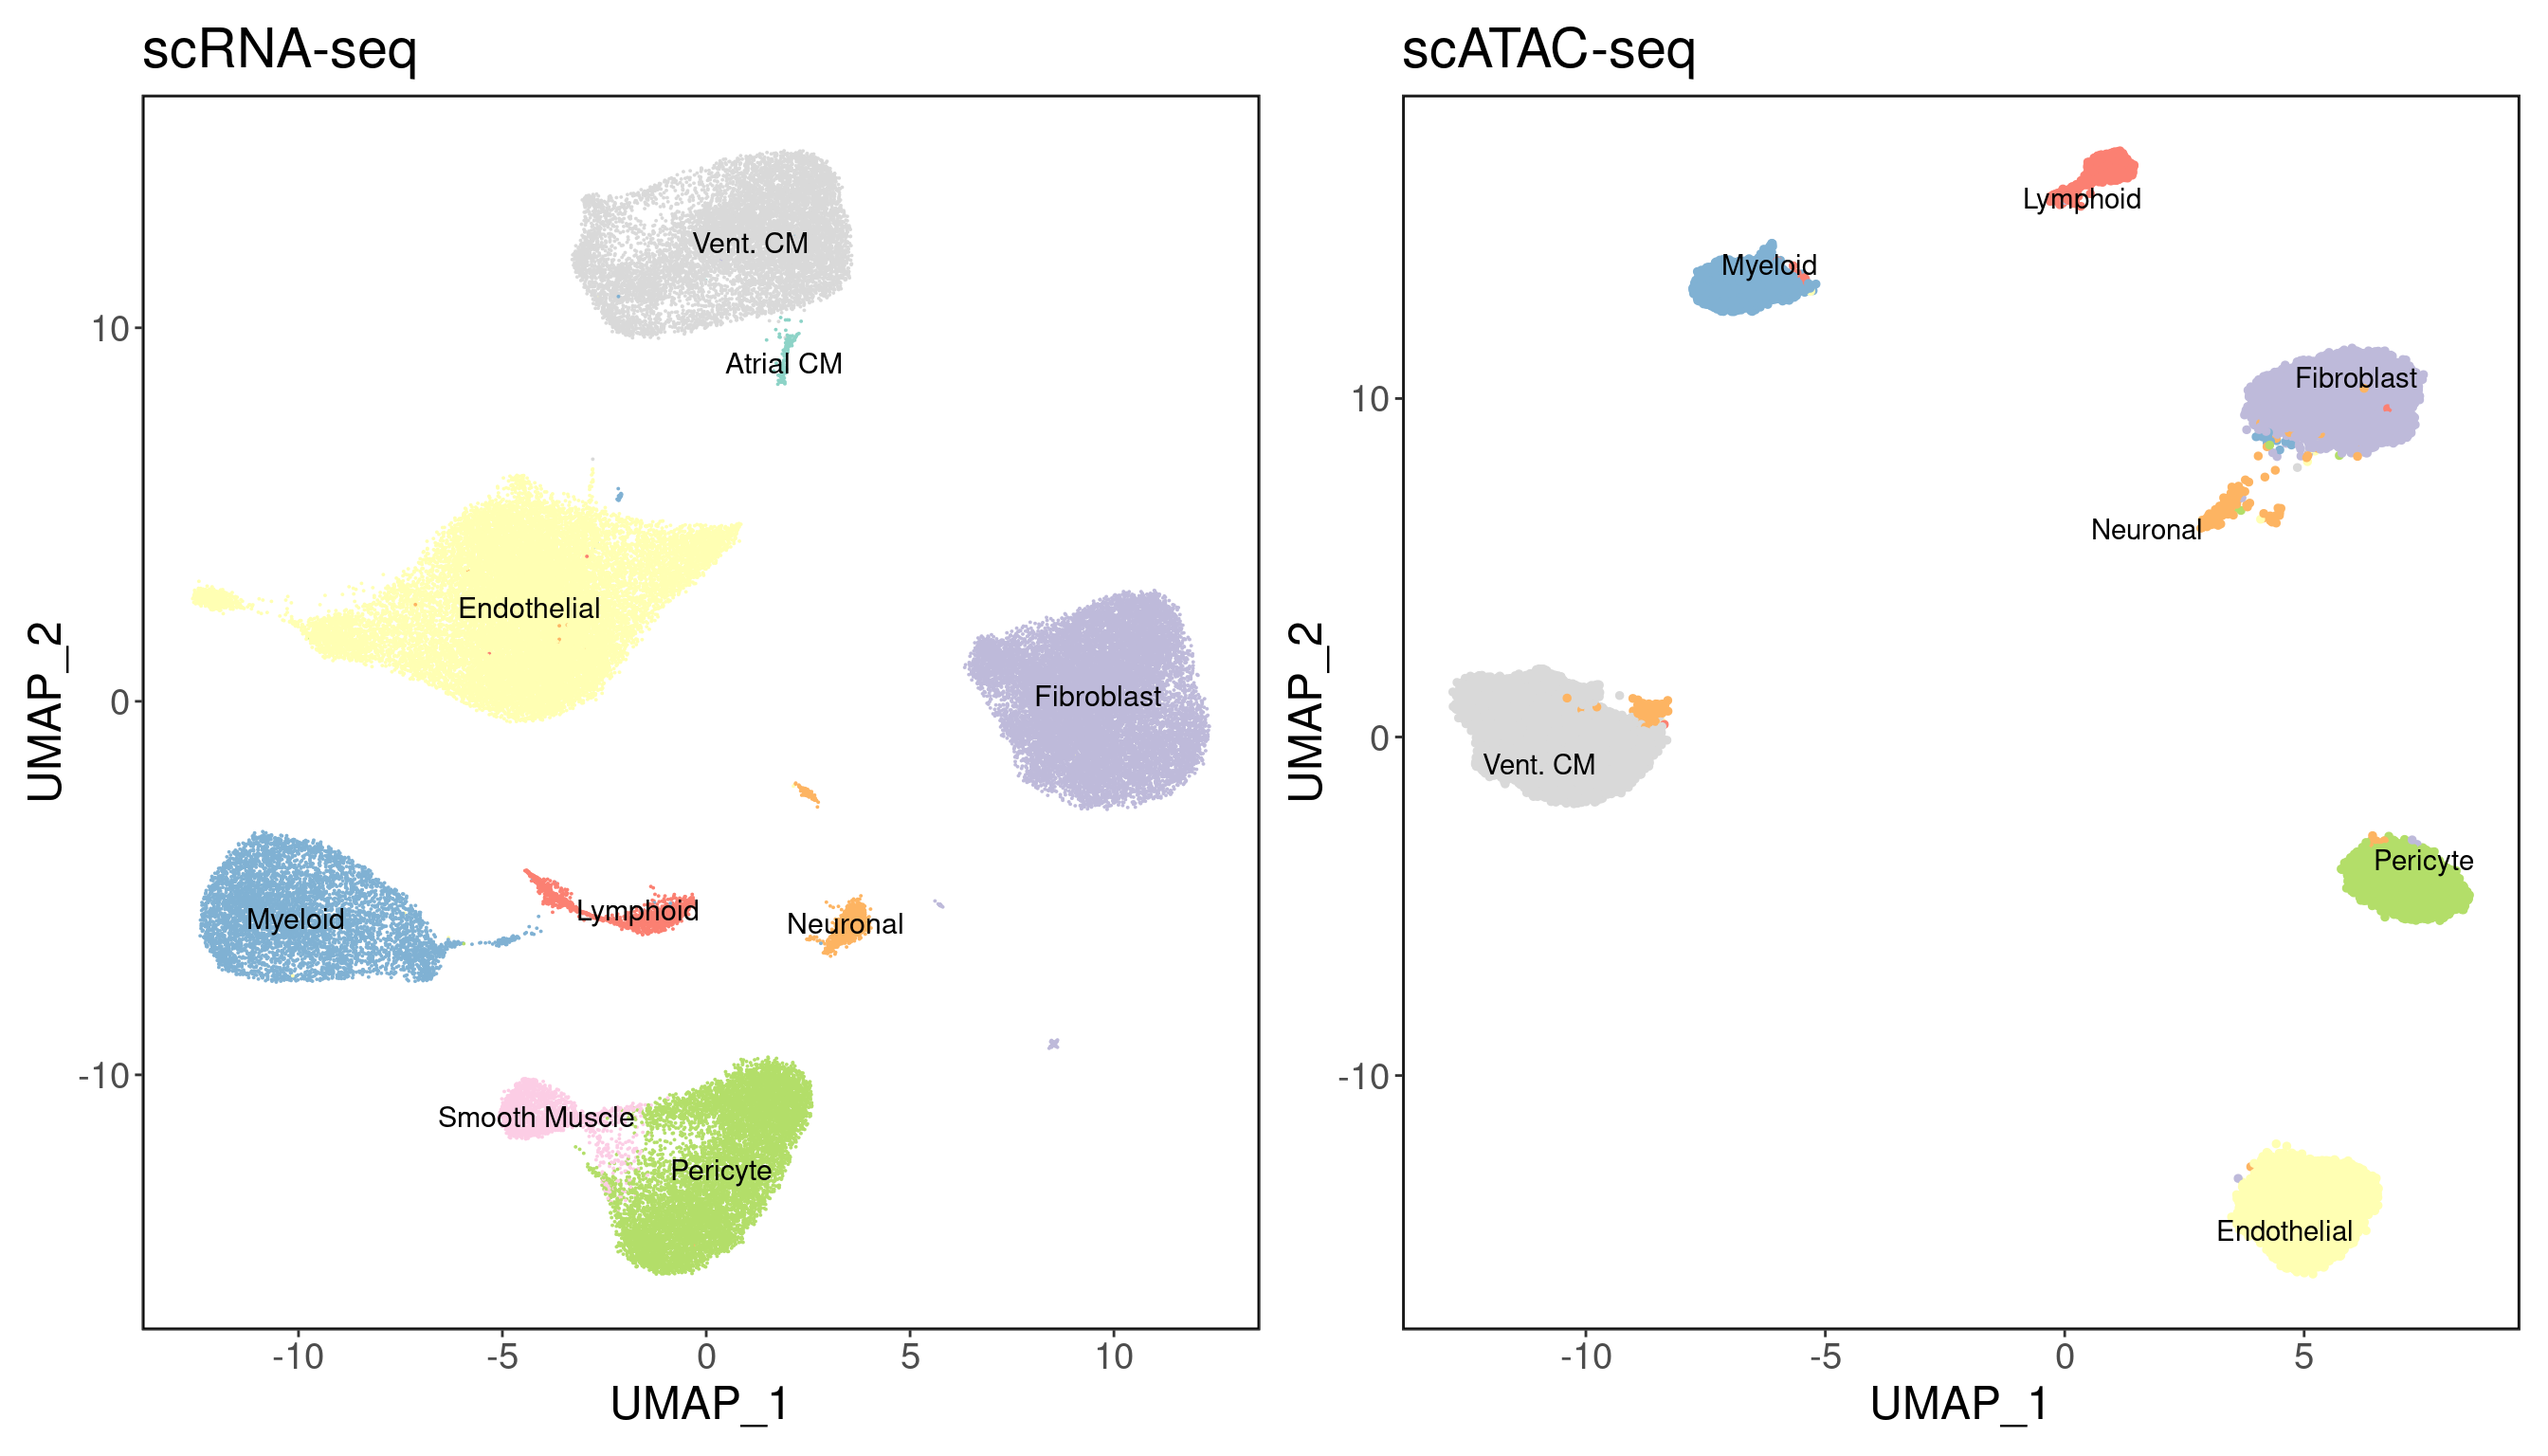 scRNA-seq
Vent. CM
10
Atrial CM
Endothelial
UMAP_2
0
Fibroblast
Myeloid
Lymphoid
Neuronal
-10
Smooth Muscle
Pericyte
-10 -5 0 5 10
UMAP_1
scATAC-seq
Lymphoid
Myeloid
Fibroblast
10
Neuronal
UMAP_2
0
Vent. CM
Pericyte
-10
Endothelial
-10 -5 0 5
UMAP_1